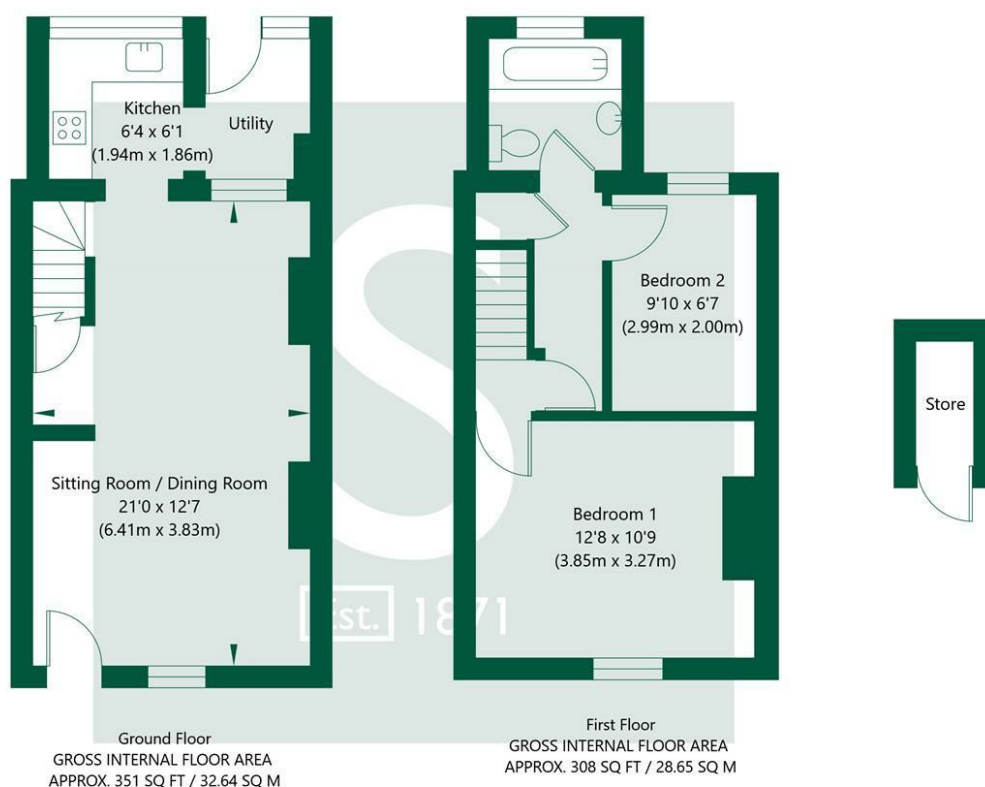 Kitchen
6'4 x 6'1
(1.94m x 1.86m)
Utility
Sitting Room / Dining Room
21'0 x 12'7
(6.41m x 3.83m)
Ground Floor
GROSS INTERNAL FLOOR AREA
APPROX. 351 SQ FT / 32.64 SQ M
Bedroom 2
9'10 x 6'7
(2.99m x 2.00m)
Bedroom 1
12'8 x 10'9
(3.85m x 3.27m)
First Floor
GROSS INTERNAL FLOOR AREA
APPROX. 308 SQ FT / 28.65 SQ M
Store
S
Est. 1871